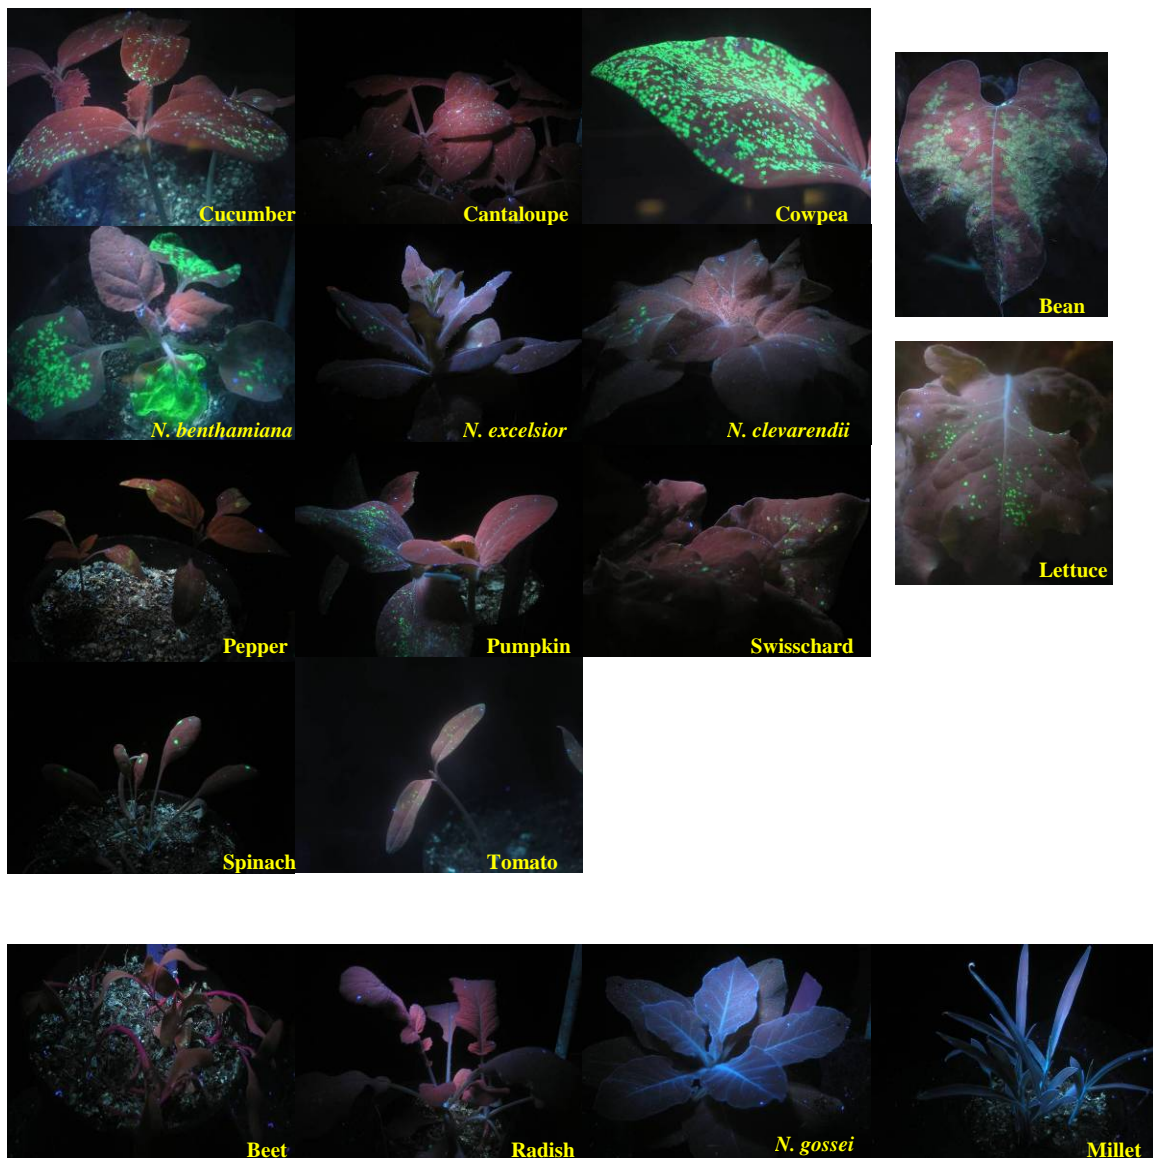 Cucumber
Cantaloupe
Cowpea
Bean
N. benthamiana
N. excelsior
N. clevarendii
Lettuce
Pepper
Pumpkin
Swisschard
Spinach
Tomato
Beet
Radish
N. gossei
Millet